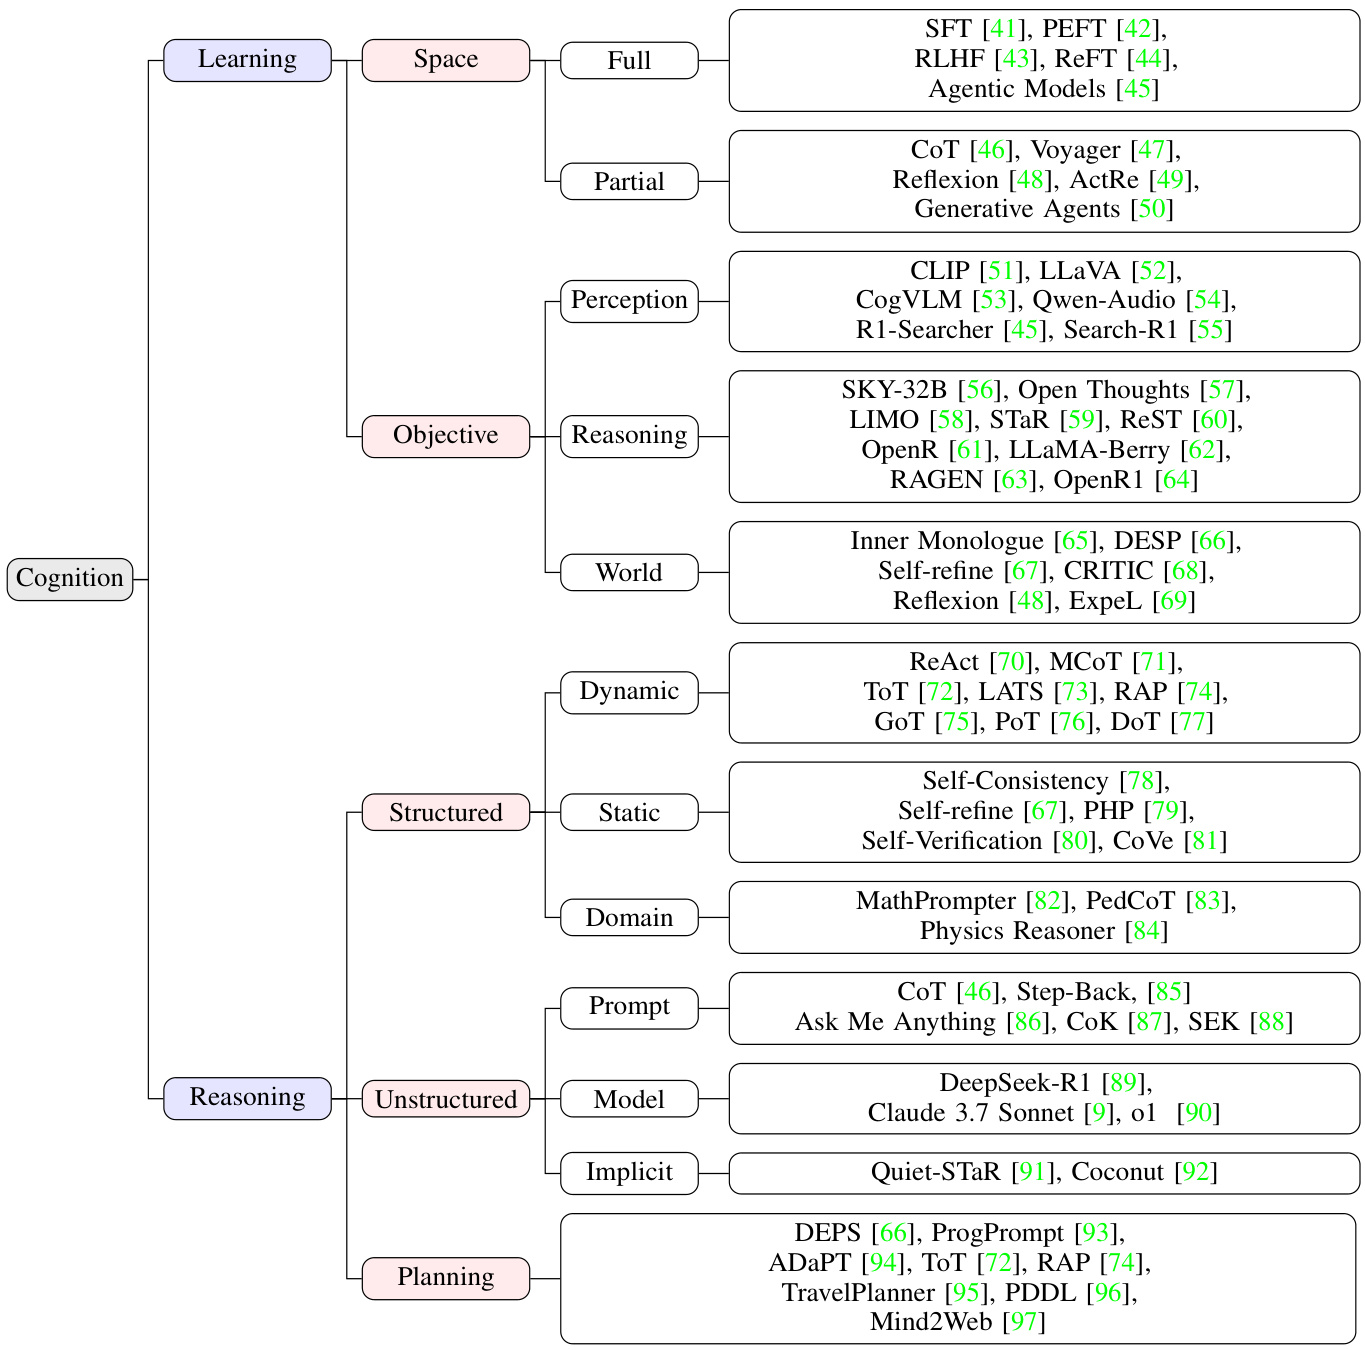 Cognition
Learning
Space
Full
SFT [41], PEFT [42],
RLHF [43], ReFT [44],
Agentic Models [45]
Partial
CoT [46], Voyager [47],
Reflexion [48], ActRe [49],
Generative Agents [50]
Objective
Perception
CLIP [51], LLaVA [52],
CogVLM [53], Qwen-Audio [54],
R1-Searcher [45], Search-R1 [55]
Reasoning
SKY-32B [56], Open Thoughts [57],
LIMO [58], STaR [59], ReST [60],
OpenR [61], LLaMA-Berry [62],
RAGEN [63], OpenR1 [64]
World
Inner Monologue [65], DESP [66],
Self-refine [67], CRITIC [68],
Reflexion [48], ExpeL [69]
Reasoning
Structured
Dynamic
ReAct [70], MCoT [71],
ToT [72], LATS [73], RAP [74],
GoT [75], PoT [76], DoT [77]
Static
Self-Consistency [78],
Self-refine [67], PHP [79],
Self-Verification [80], CoVe [81]
Domain
MathPrompter [82], PedCoT [83],
Physics Reasoner [84]
Unstructured
Prompt
CoT [46], Step-Back, [85]
Ask Me Anything [86], CoK [87], SEK [88]
Model
DeepSeek-R1 [89],
Claude 3.7 Sonnet [9], o1 [90]
Implicit
Quiet-STaR [91], Coconut [92]
Planning
DEPS [66], ProgPrompt [93],
ADaPT [94], ToT [72], RAP [74],
TravelPlanner [95], PDDL [96],
Mind2Web [97]